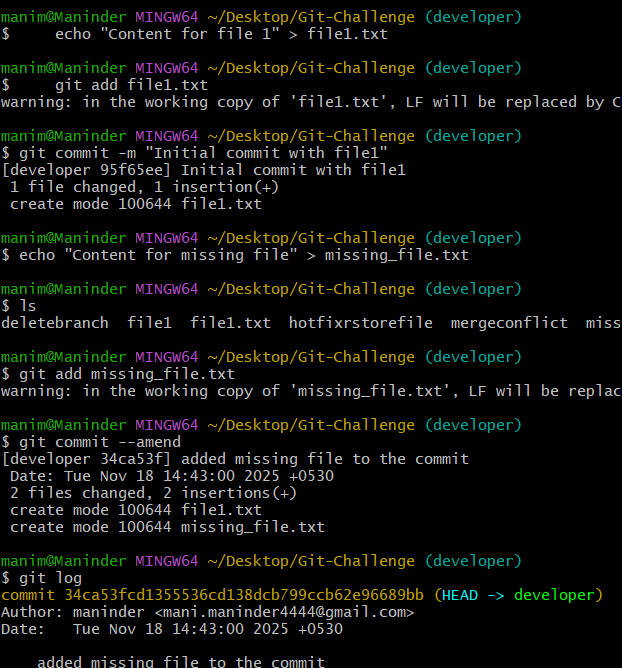 manim@Maninder MINGW64 ~/Desktop/Git-Challenge (developer)
$     echo "Content for file 1" > file1.txt
manim@Maninder MINGW64 ~/Desktop/Git-Challenge (developer)
$     git add file1.txt
warning: in the working copy of 'file1.txt', LF will be replaced by C
manim@Maninder MINGW64 ~/Desktop/Git-Challenge (developer)
$ git commit -m "Initial commit with file1"
[developer 95f65ee] Initial commit with file1
 1 file changed, 1 insertion(+)
 create mode 100644 file1.txt
manim@Maninder MINGW64 ~/Desktop/Git-Challenge (developer)
$ echo "Content for missing file" > missing_file.txt
manim@Maninder MINGW64 ~/Desktop/Git-Challenge (developer)
$ ls
deletebranch  file1  file1.txt  hotfixrstorefile  mergeconflict  miss
manim@Maninder MINGW64 ~/Desktop/Git-Challenge (developer)
$ git add missing_file.txt
warning: in the working copy of 'missing_file.txt', LF will be replac
manim@Maninder MINGW64 ~/Desktop/Git-Challenge (developer)
$ git commit --amend
[developer 34ca53f] added missing file to the commit
 Date: Tue Nov 18 14:43:00 2025 +0530
 2 files changed, 2 insertions(+)
 create mode 100644 file1.txt
 create mode 100644 missing_file.txt
manim@Maninder MINGW64 ~/Desktop/Git-Challenge (developer)
$ git log
commit 34ca53fcd1355536cd138dcb799ccb62e96689bb (HEAD -> developer)
Author: maninder <mani.maninder4444@gmail.com>
Date:   Tue Nov 18 14:43:00 2025 +0530
    added missing file to the commit